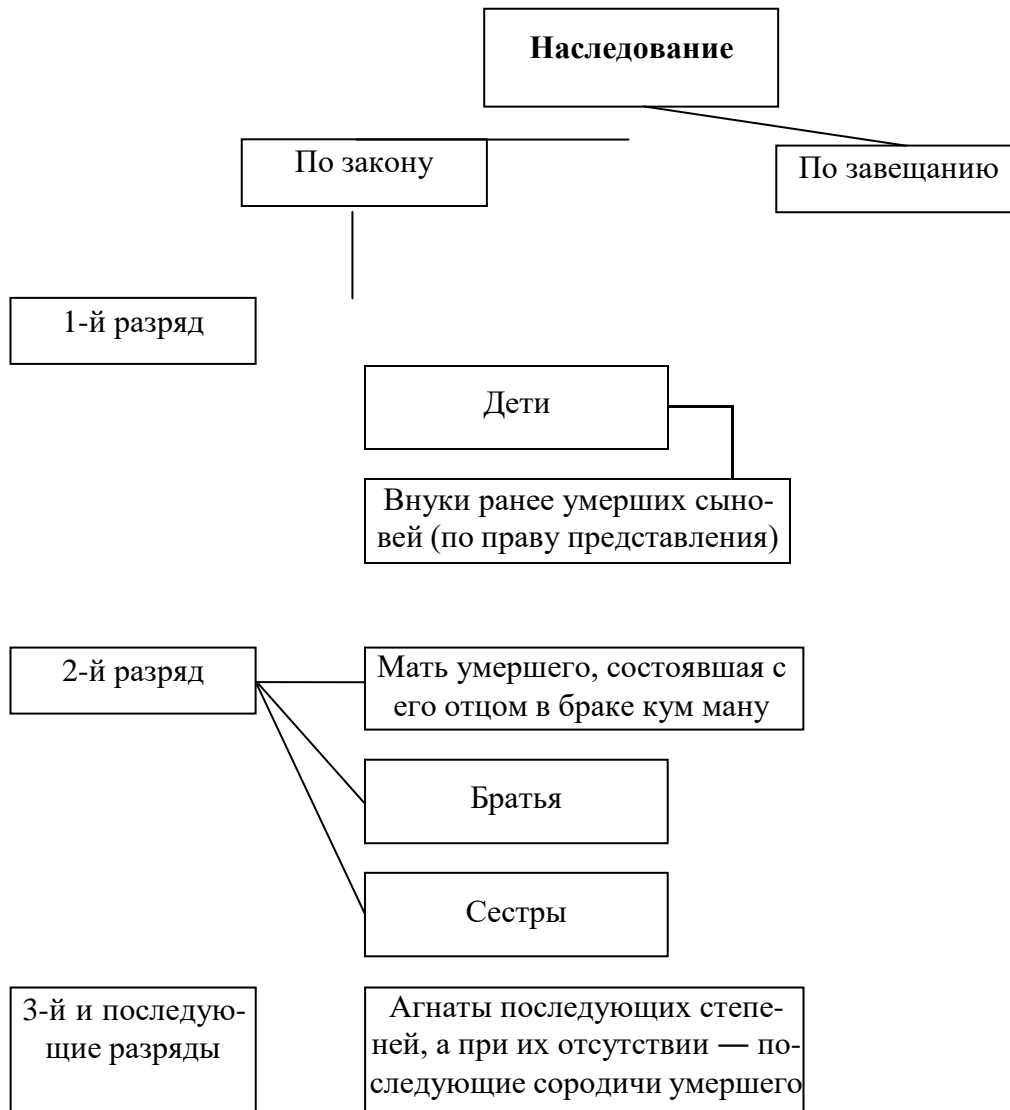 Наследование
По закону
По завещанию
1-й разряд
Дети
Внуки ранее умерших сыно-
вей (по праву представления)
2-й разряд
Мать умершего, состоявшая с
его отцом в браке кум ману
Братья
Сестры
3-й и последую-
щие разряды
Агнаты последующих степе-
ней, а при их отсутствии — по-
следующие сородичи умершего